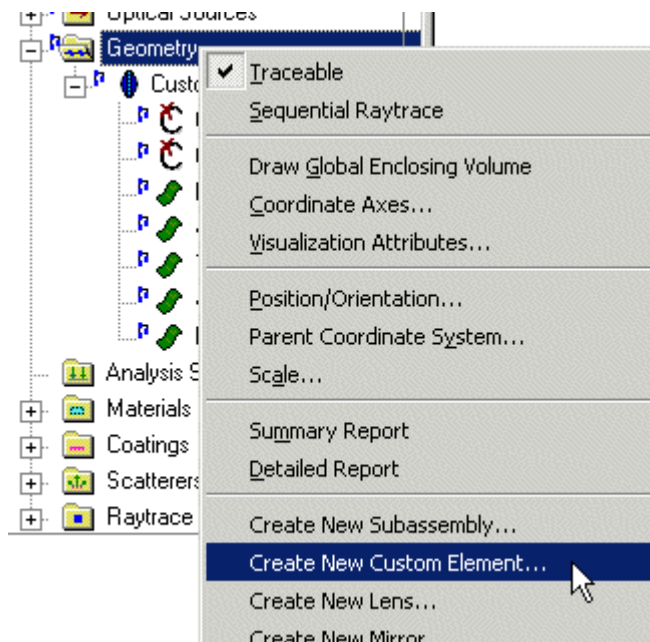 Optical Sources
Geometry
Traceable
Sequential Raytrace
Draw Global Enclosing Volume
Coordinate Axes...
Visualization Attributes...
Position/Orientation...
Parent Coordinate System...
Scale...
Analysis S
Materials
Coatings
Scatterers
Raytrace
Summary Report
Detailed Report
Create New Subassembly...
Create New Custom Element...
Create New Lens...
Create New Mirror